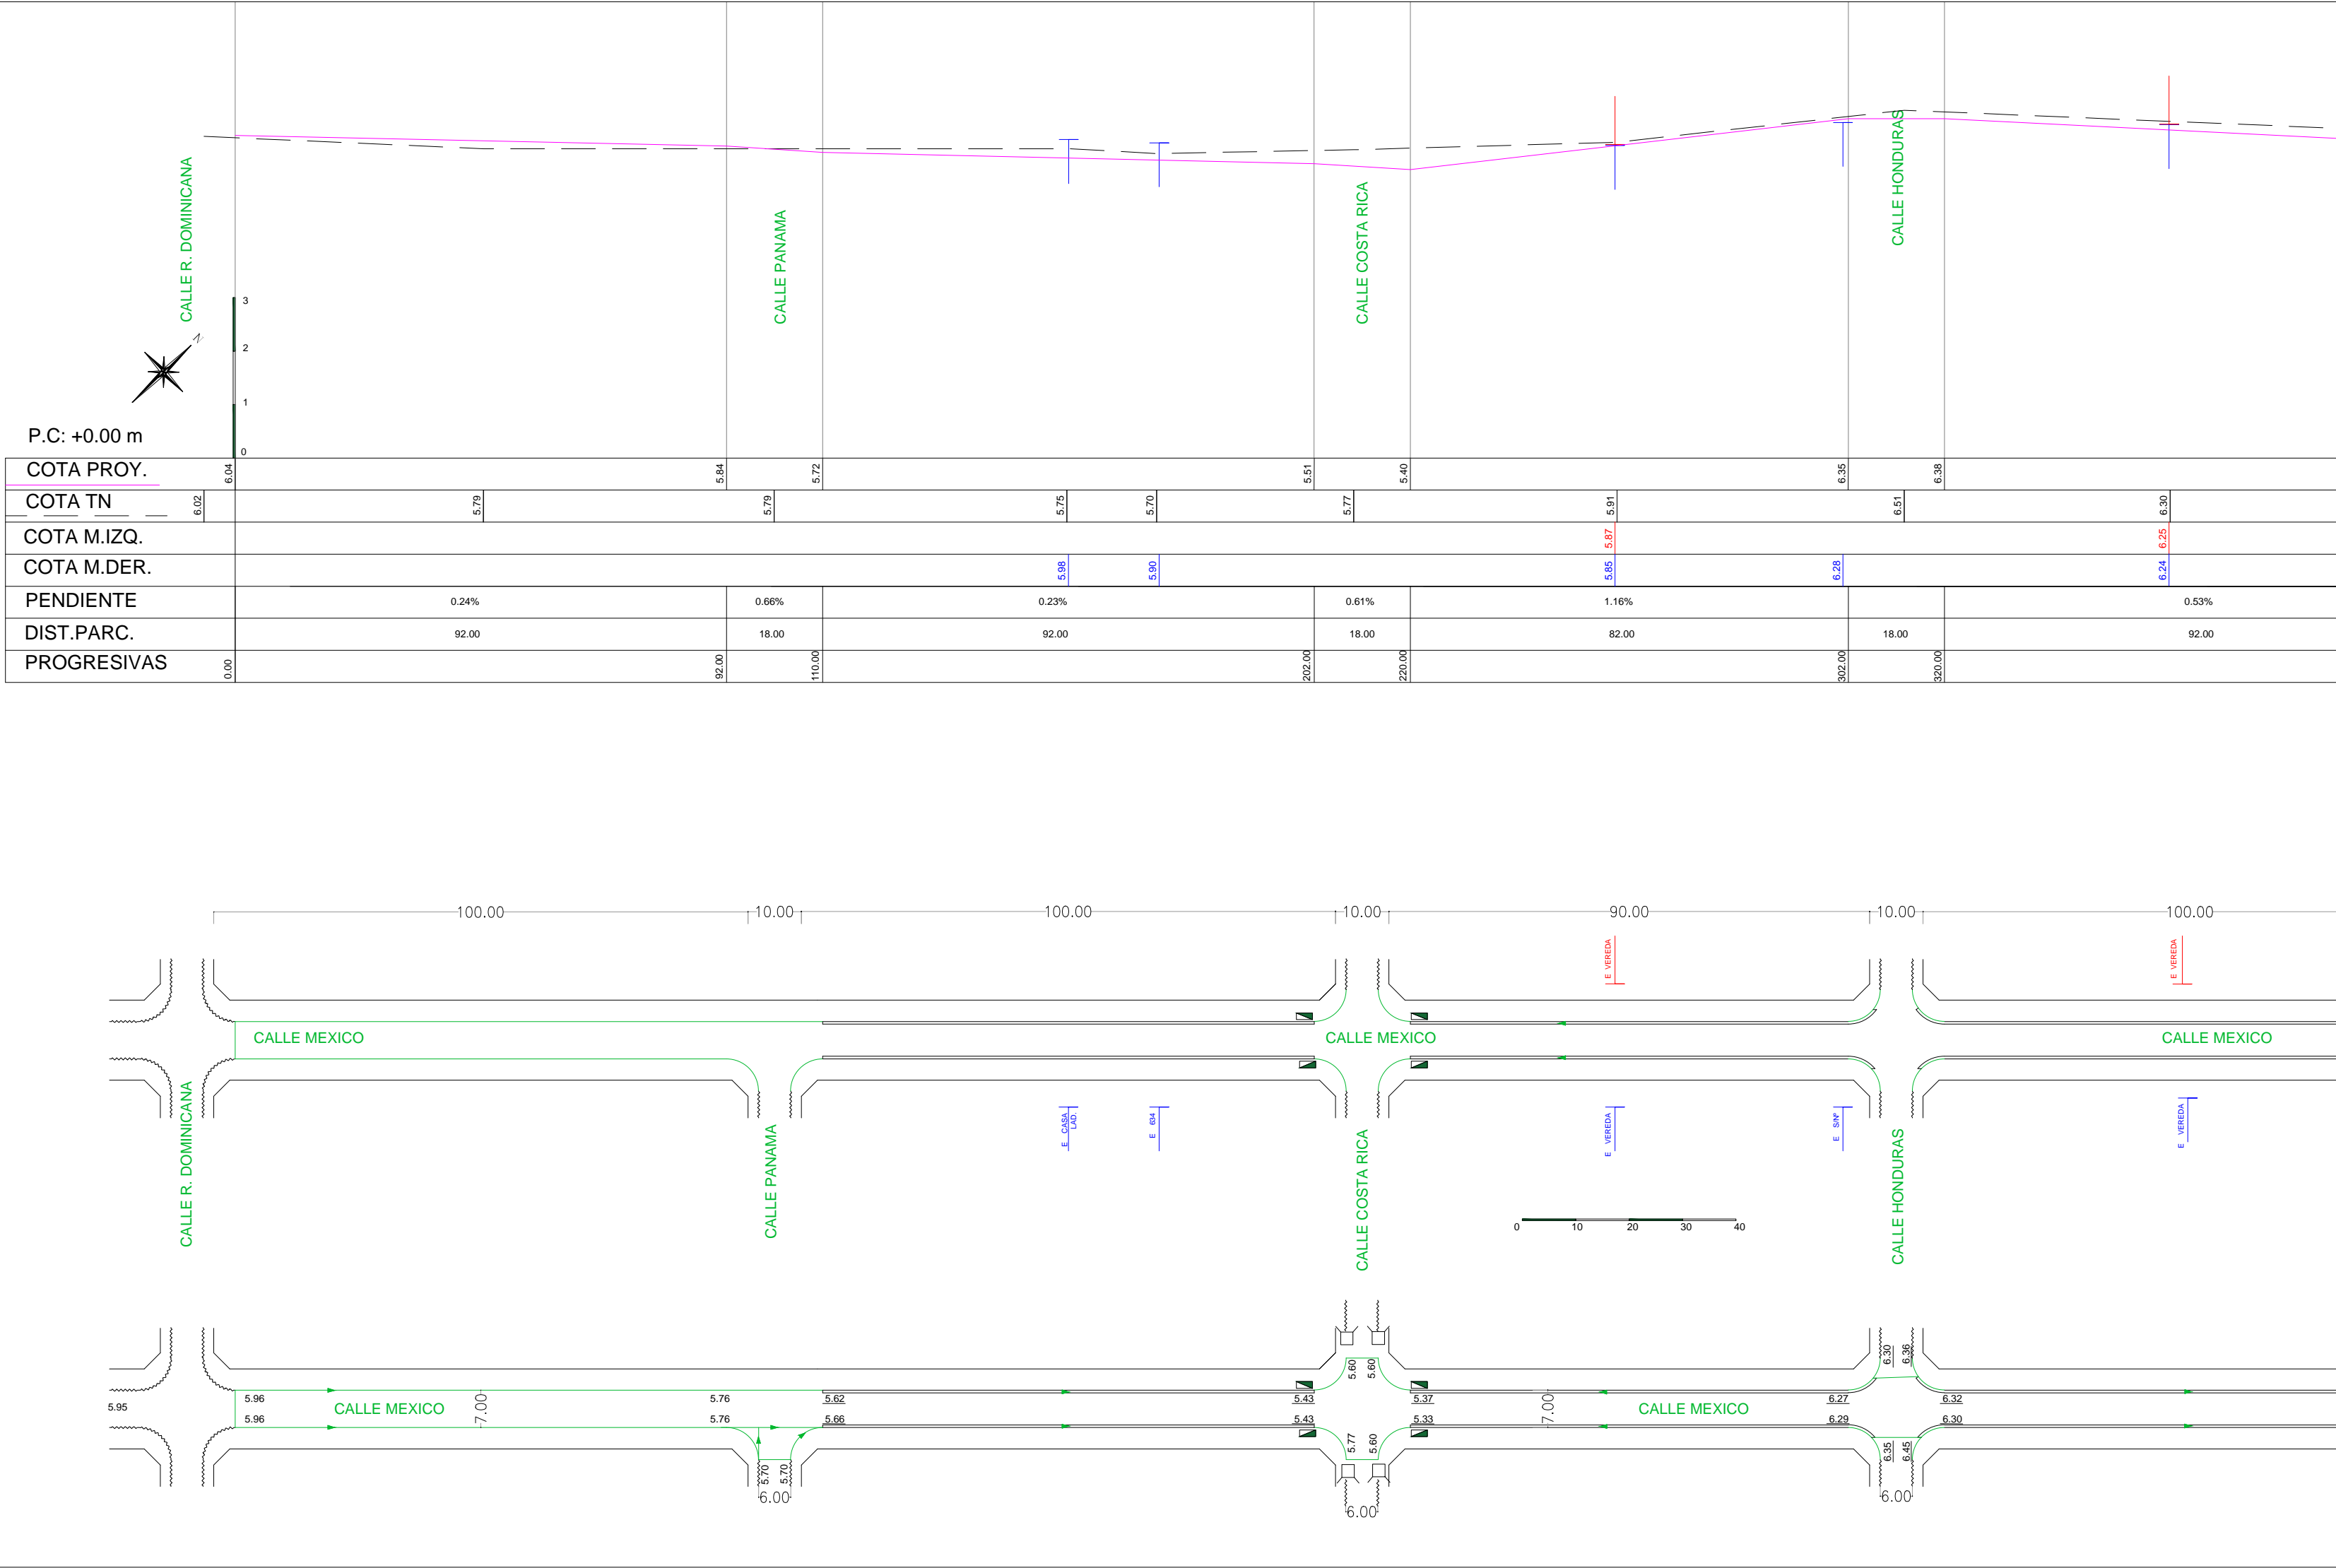 CALLE R. DOMINICANA
CALLE PANAMA
CALLE COSTA RICA
CALLE HONDURAS
N
3
2
1
0
P.C: +0.00 m
COTA PROY. 6.04 5.84 5.72 5.51 5.40 6.35 6.38
COTA TN 6.02 5.79 5.79 5.75 5.70 5.77 5.91 6.51 6.30
COTA M.IZQ. 5.87 6.25
COTA M.DER. 5.98 5.90 5.85 6.28 6.24
PENDIENTE 0.24% 0.66% 0.23% 0.61% 1.16% 0.53%
DIST.PARC. 92.00 18.00 92.00 18.00 82.00 18.00 92.00
PROGRESIVAS 0.00 92.00 110.00 202.00 220.00 302.00 320.00
100.00 10.00 100.00 10.00 90.00 10.00 100.00
E VEREDA
E VEREDA
CALLE MEXICO CALLE MEXICO CALLE MEXICO
E CASA
LAD.
E 634
E VEREDA
E S/Nº
E VEREDA
CALLE R. DOMINICANA
CALLE PANAMA
CALLE COSTA RICA
CALLE HONDURAS
0 10 20 30 40
5.60 5.60 6.30 6.36
5.96 5.76 5.62 5.43 5.37 6.27 6.32
5.95 CALLE MEXICO 7.00 7.00 CALLE MEXICO
5.96 5.76 5.66 5.43 5.33 6.29 6.30
5.77 5.60 6.35 6.45
5.70 5.70
6.00 6.00 6.00